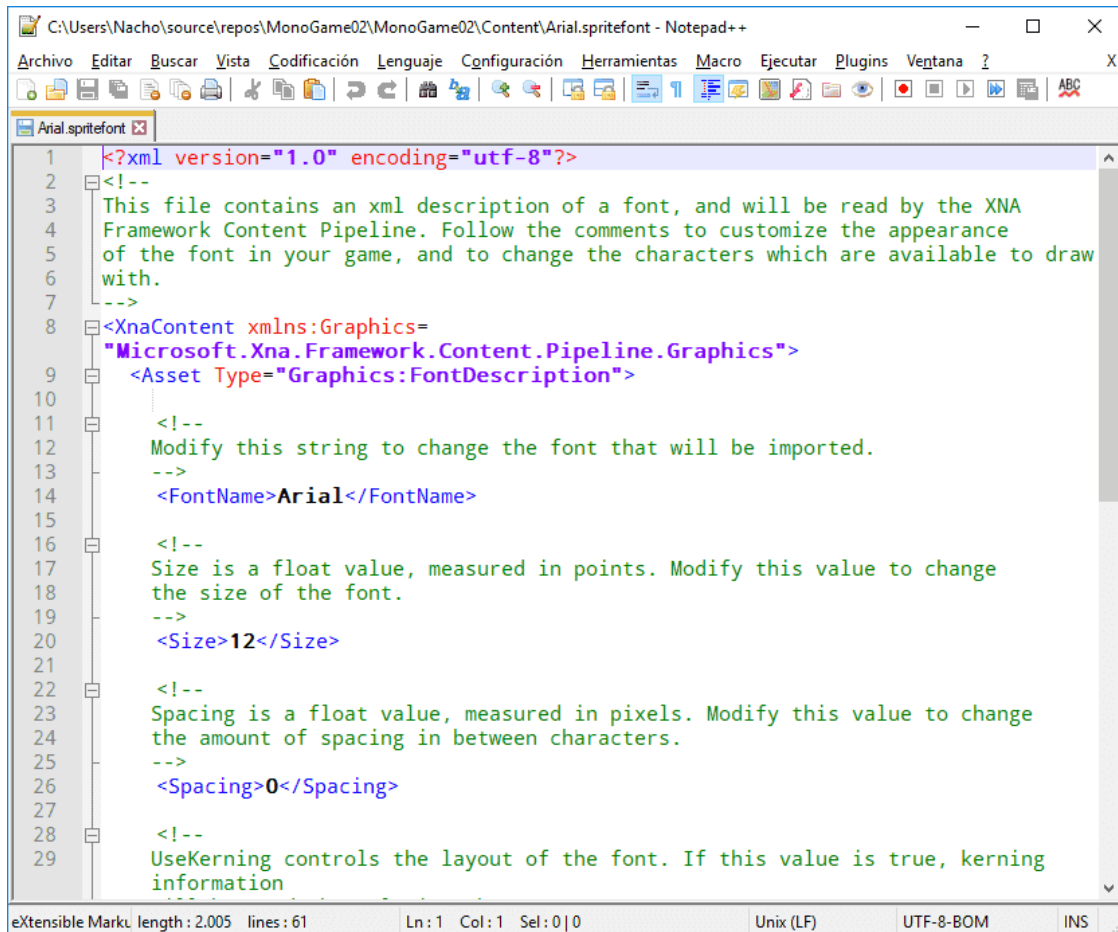 C:\Users\Nacho\source\repos\MonoGame02\MonoGame02\Content\Arial.spritefont - Notepad++
Archivo Editar Buscar Vista Codificación Lenguaje Configuración Herramientas Macro Ejecutar Plugins Ventana ? X
ABC
Arial.spritefont
1 <?xml version="1.0" encoding="utf-8"?>
2 <!--
3 This file contains an xml description of a font, and will be read by the XNA
4 Framework Content Pipeline. Follow the comments to customize the appearance
5 of the font in your game, and to change the characters which are available to draw
6 with.
7 -->
8 <XnaContent xmlns:Graphics=
"Microsoft.Xna.Framework.Content.Pipeline.Graphics">
9 <Asset Type="Graphics:FontDescription">
10
11 <!--
12 Modify this string to change the font that will be imported.
13 -->
14 <FontName>Arial</FontName>
15
16 <!--
17 Size is a float value, measured in points. Modify this value to change
18 the size of the font.
19 -->
20 <Size>12</Size>
21
22 <!--
23 Spacing is a float value, measured in pixels. Modify this value to change
24 the amount of spacing in between characters.
25 -->
26 <Spacing>0</Spacing>
27
28 <!--
29 UseKerning controls the layout of the font. If this value is true, kerning
information
eXtensible Marku length : 2.005 lines : 61 Ln : 1 Col : 1 Sel : 0 | 0 Unix (LF) UTF-8-BOM INS